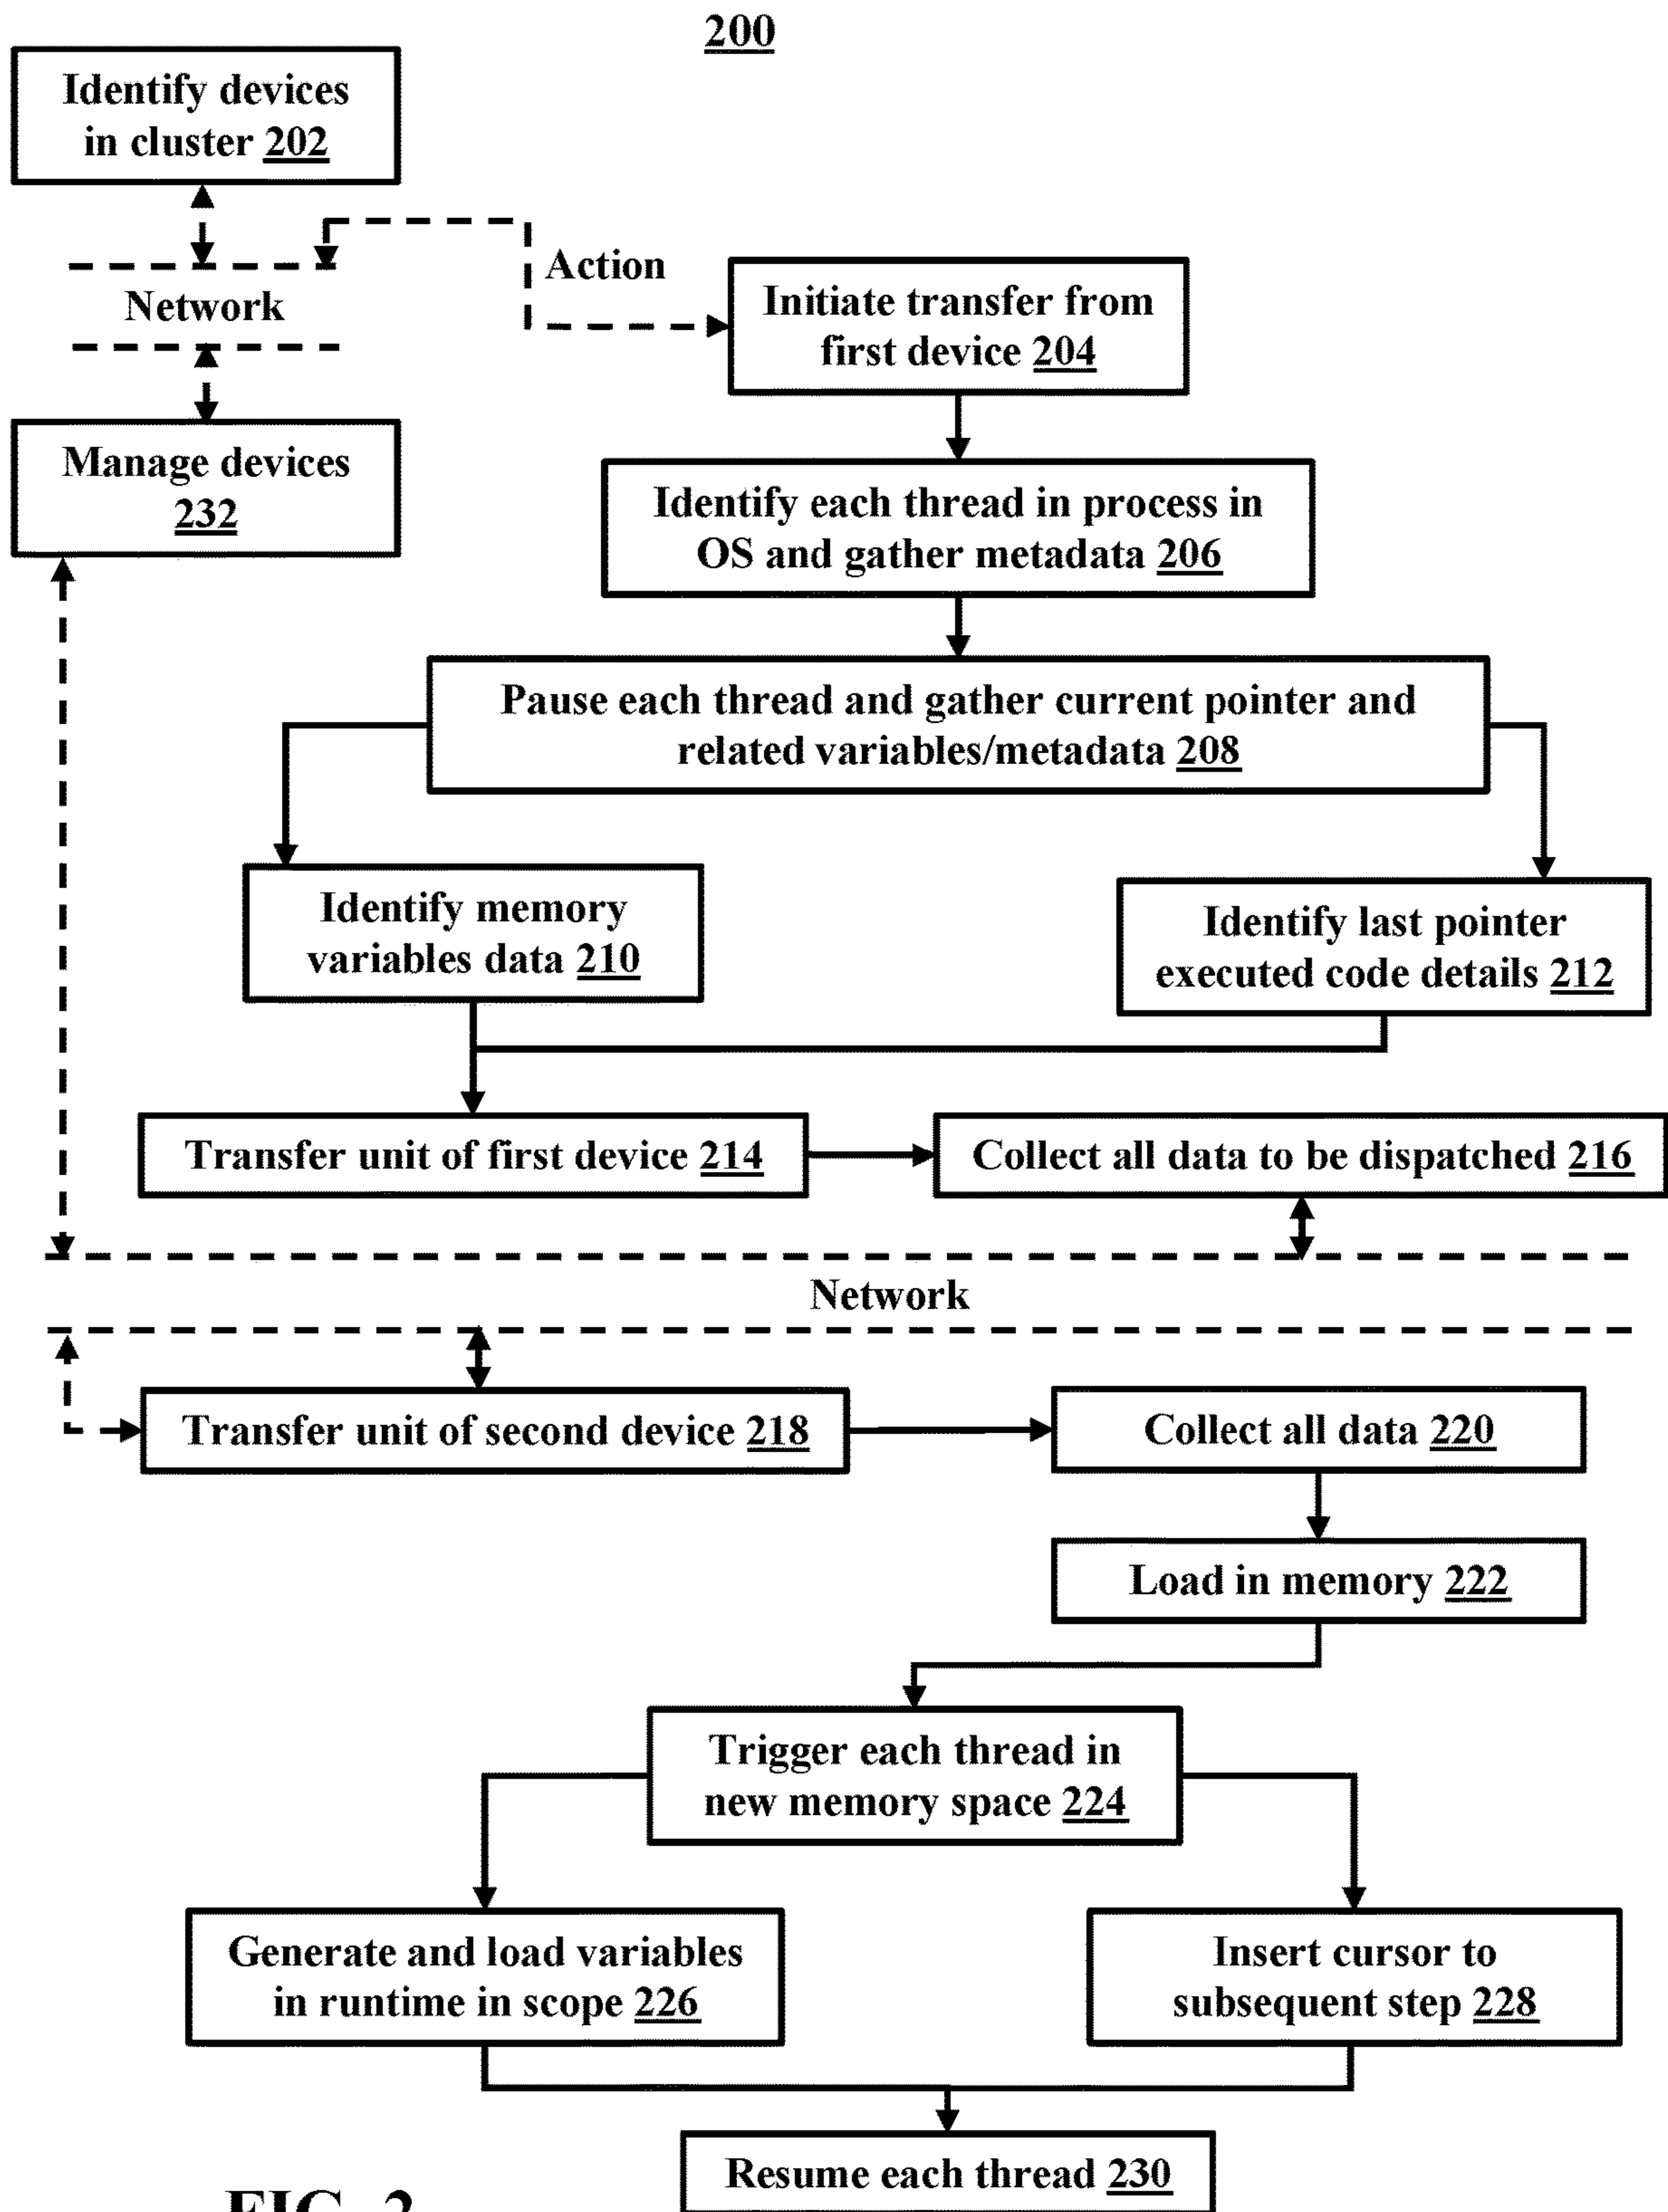 200
Identify devices
in cluster 202
Action
Network
Initiate transfer from
first device 204
Manage devices
232
Identify each thread in process in
OS and gather metadata 206
Pause each thread and gather current pointer and
related variables/metadata 208
Identify memory
variables data 210
Identify last pointer
executed code details 212
Transfer unit of first device 214
Collect all data to be dispatched 216
Network
Transfer unit of second device 218
Collect all data 220
Load in memory 222
Trigger each thread in
new memory space 224
Generate and load variables
in runtime in scope 226
Insert cursor to
subsequent step 228
Resume each thread 230
FIG. 2